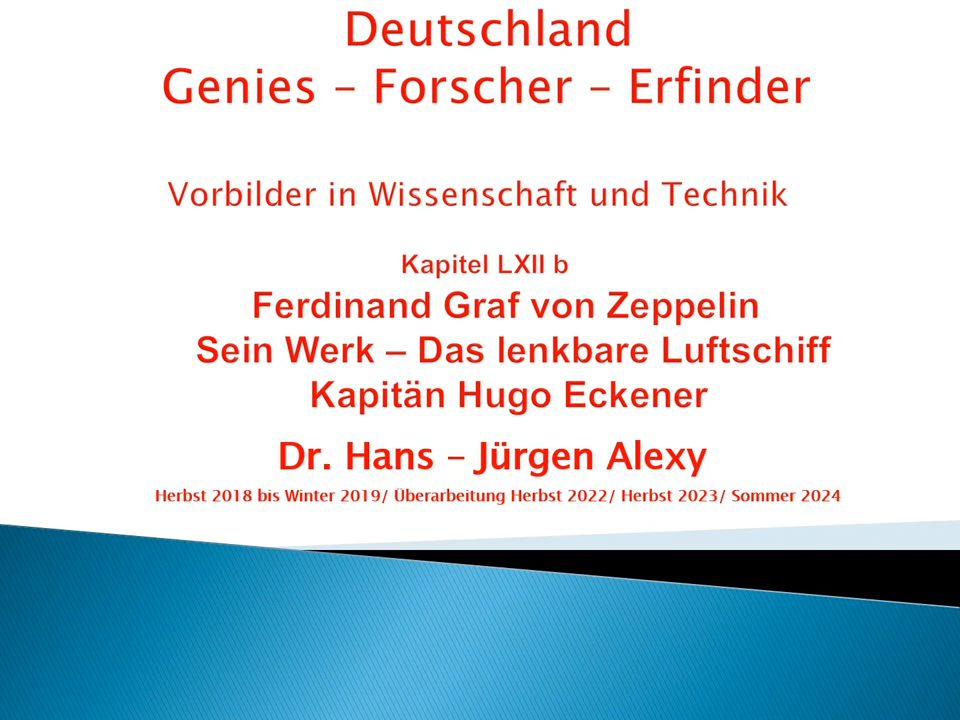 Deutschland
Genies – Forscher – Erfinder
Vorbilder in Wissenschaft und Technik
Kapitel LXII b
Ferdinand Graf von Zeppelin
Sein Werk – Das lenkbare Luftschiff
Kapitän Hugo Eckener
Dr. Hans – Jürgen Alexy
Herbst 2018 bis Winter 2019/ Überarbeitung Herbst 2022/ Herbst 2023/ Sommer 2024